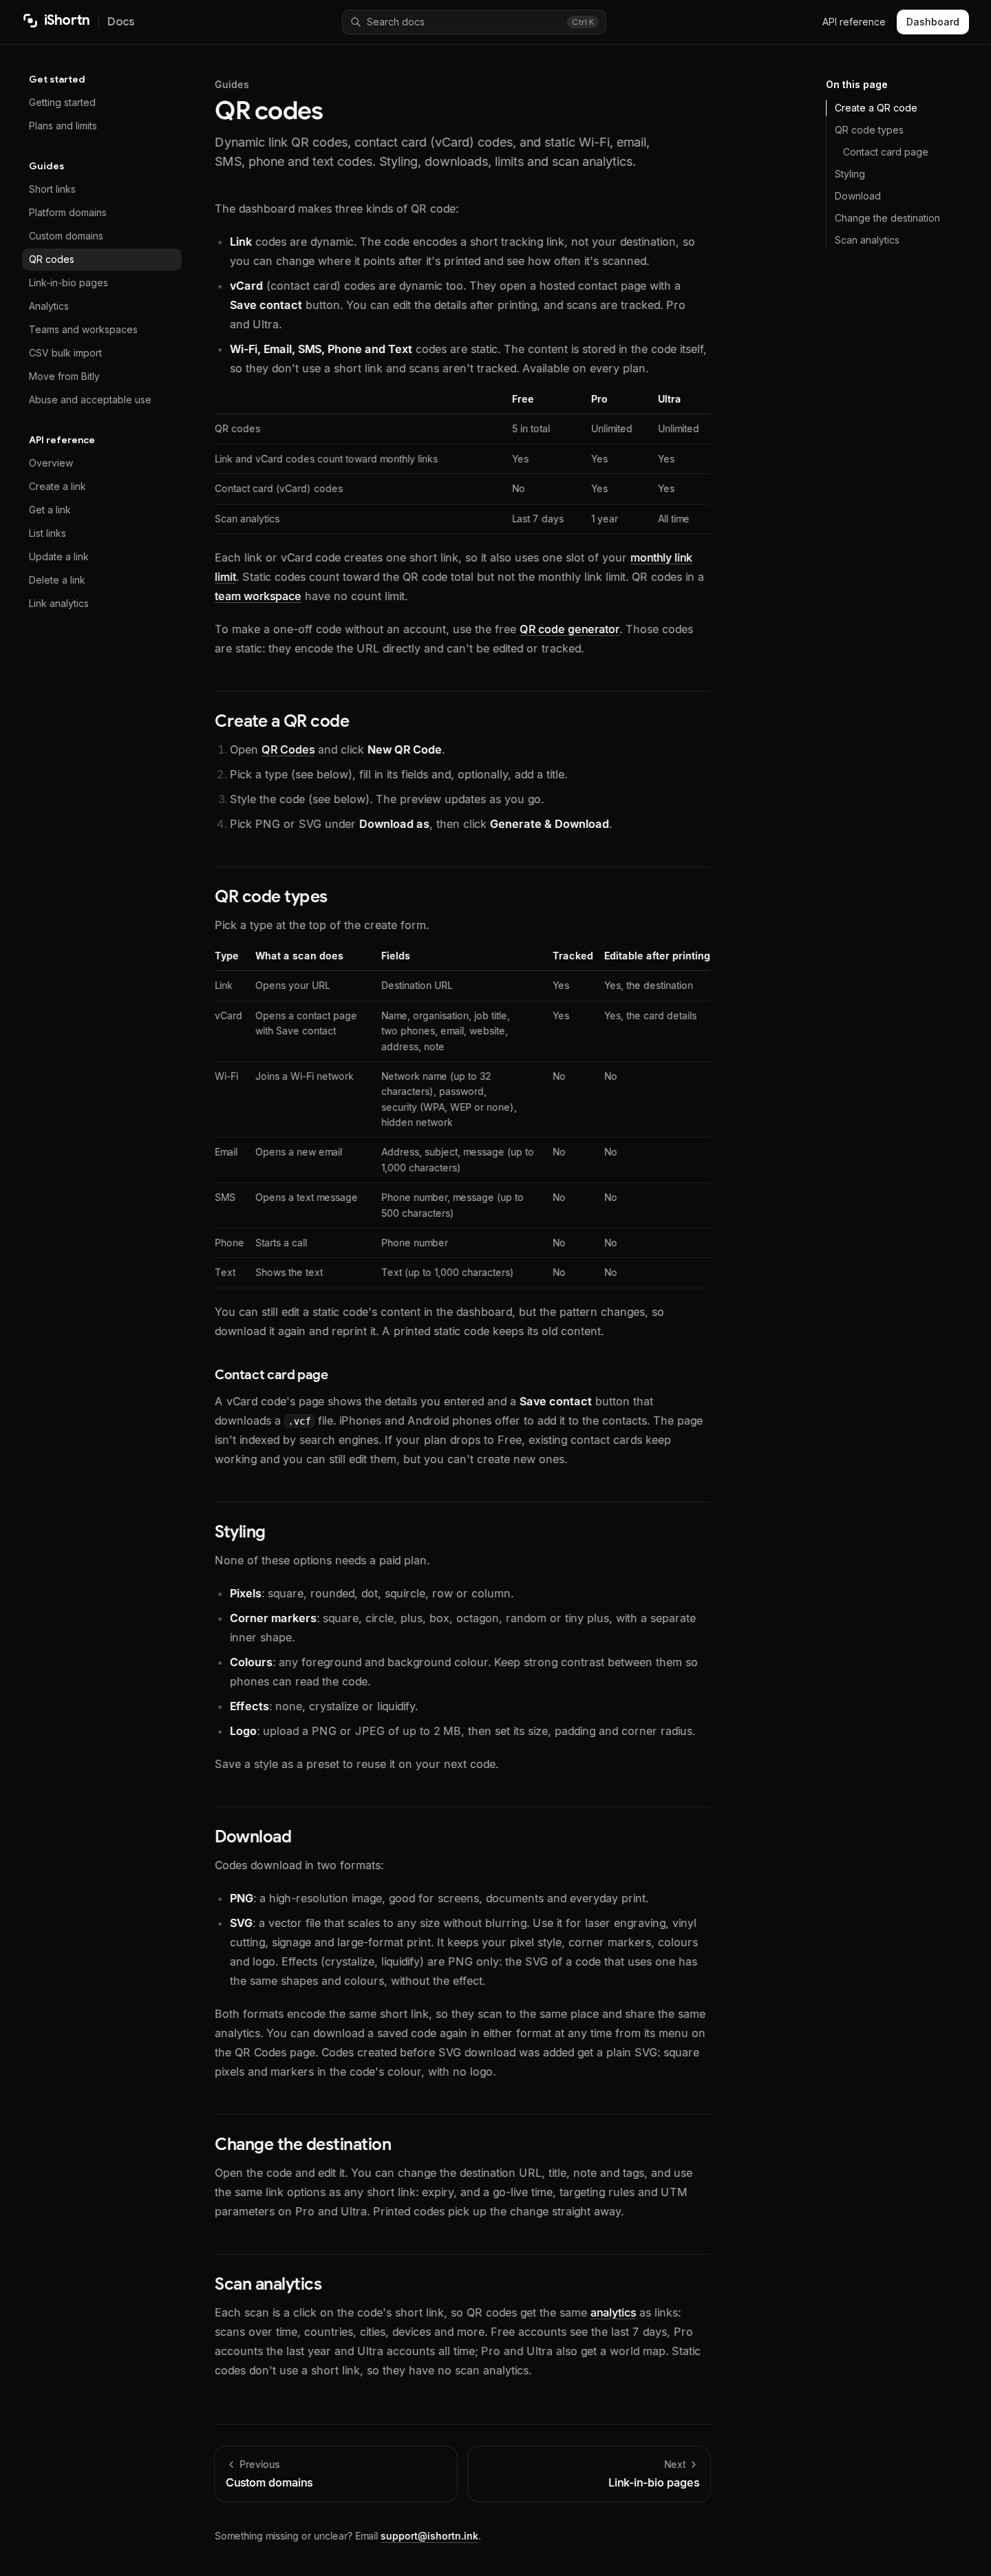 iShortn
Docs
Search docs
Ctrl K
API reference
Dashboard
Get started
Getting started
Plans and limits
Guides
Short links
Platform domains
Custom domains
QR codes
Link-in-bio pages
Analytics
Teams and workspaces
CSV bulk import
Move from Bitly
Abuse and acceptable use
API reference
Overview
Create a link
Get a link
List links
Update a link
Delete a link
Link analytics
Guides
QR codes
Dynamic link QR codes, contact card (vCard) codes, and static Wi-Fi, email,
SMS, phone and text codes. Styling, downloads, limits and scan analytics.
The dashboard makes three kinds of QR code:
• Link codes are dynamic. The code encodes a short tracking link, not your destination, so
you can change where it points after it's printed and see how often it's scanned.
• vCard (contact card) codes are dynamic too. They open a hosted contact page with a
Save contact button. You can edit the details after printing, and scans are tracked. Pro
and Ultra.
• Wi-Fi, Email, SMS, Phone and Text codes are static. The content is stored in the code itself,
so they don't use a short link and scans aren't tracked. Available on every plan.
Free Pro Ultra
QR codes 5 in total Unlimited Unlimited
Link and vCard codes count toward monthly links Yes Yes Yes
Contact card (vCard) codes No Yes Yes
Scan analytics Last 7 days 1 year All time
Each link or vCard code creates one short link, so it also uses one slot of your monthly link
limit. Static codes count toward the QR code total but not the monthly link limit. QR codes in a
team workspace have no count limit.
To make a one-off code without an account, use the free QR code generator. Those codes
are static: they encode the URL directly and can't be edited or tracked.
Create a QR code
1. Open QR Codes and click New QR Code.
2. Pick a type (see below), fill in its fields and, optionally, add a title.
3. Style the code (see below). The preview updates as you go.
4. Pick PNG or SVG under Download as, then click Generate & Download.
QR code types
Pick a type at the top of the create form.
Type What a scan does Fields Tracked Editable after printing
Link Opens your URL Destination URL Yes Yes, the destination
vCard Opens a contact page Name, organisation, job title, Yes Yes, the card details
with Save contact two phones, email, website,
address, note
Wi-Fi Joins a Wi-Fi network Network name (up to 32 No No
characters), password,
security (WPA, WEP or none),
hidden network
Email Opens a new email Address, subject, message (up to No No
1,000 characters)
SMS Opens a text message Phone number, message (up to No No
500 characters)
Phone Starts a call Phone number No No
Text Shows the text Text (up to 1,000 characters) No No
You can still edit a static code's content in the dashboard, but the pattern changes, so
download it again and reprint it. A printed static code keeps its old content.
Contact card page
A vCard code's page shows the details you entered and a Save contact button that
downloads a .vcf file. iPhones and Android phones offer to add it to the contacts. The page
isn't indexed by search engines. If your plan drops to Free, existing contact cards keep
working and you can still edit them, but you can't create new ones.
Styling
None of these options needs a paid plan.
• Pixels: square, rounded, dot, squircle, row or column.
• Corner markers: square, circle, plus, box, octagon, random or tiny plus, with a separate
inner shape.
• Colours: any foreground and background colour. Keep strong contrast between them so
phones can read the code.
• Effects: none, crystalize or liquidify.
• Logo: upload a PNG or JPEG of up to 2 MB, then set its size, padding and corner radius.
Save a style as a preset to reuse it on your next code.
Download
Codes download in two formats:
• PNG: a high-resolution image, good for screens, documents and everyday print.
• SVG: a vector file that scales to any size without blurring. Use it for laser engraving, vinyl
cutting, signage and large-format print. It keeps your pixel style, corner markers, colours
and logo. Effects (crystalize, liquidify) are PNG only: the SVG of a code that uses one has
the same shapes and colours, without the effect.
Both formats encode the same short link, so they scan to the same place and share the same
analytics. You can download a saved code again in either format at any time from its menu on
the QR Codes page. Codes created before SVG download was added get a plain SVG: square
pixels and markers in the code's colour, with no logo.
Change the destination
Open the code and edit it. You can change the destination URL, title, note and tags, and use
the same link options as any short link: expiry, and a go-live time, targeting rules and UTM
parameters on Pro and Ultra. Printed codes pick up the change straight away.
Scan analytics
Each scan is a click on the code's short link, so QR codes get the same analytics as links:
scans over time, countries, cities, devices and more. Free accounts see the last 7 days, Pro
accounts the last year and Ultra accounts all time; Pro and Ultra also get a world map. Static
codes don't use a short link, so they have no scan analytics.
Previous
Custom domains
Next
Link-in-bio pages
Something missing or unclear? Email support@ishortn.ink.
On this page
Create a QR code
QR code types
Contact card page
Styling
Download
Change the destination
Scan analytics